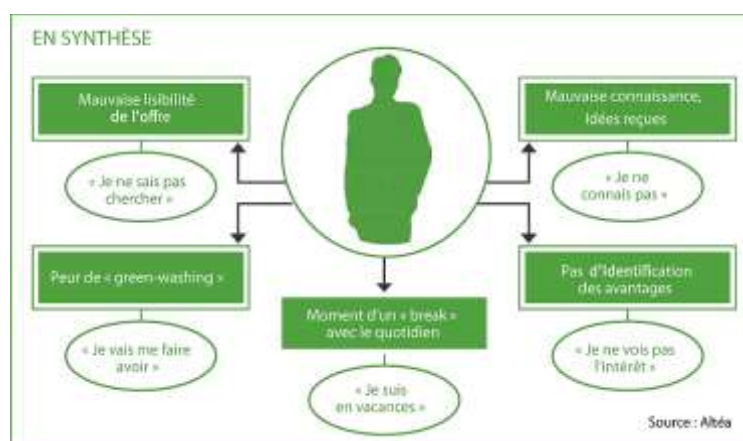 EN SYNTHÈSE
Mauvaise lisibilité
de l'offre
« Je ne sais pas
chercher »
Mauvaise connaissance,
Idées reçues
« Je ne
connais pas »
Peur de « green-washing »
« Je vais me faire
avoir »
Moment d'un « break »
avec le quotidien
« Je suis
en vacances »
Pas d'Identification
des avantages
« Je ne vois pas
l'intérêt »
Source : Altéa